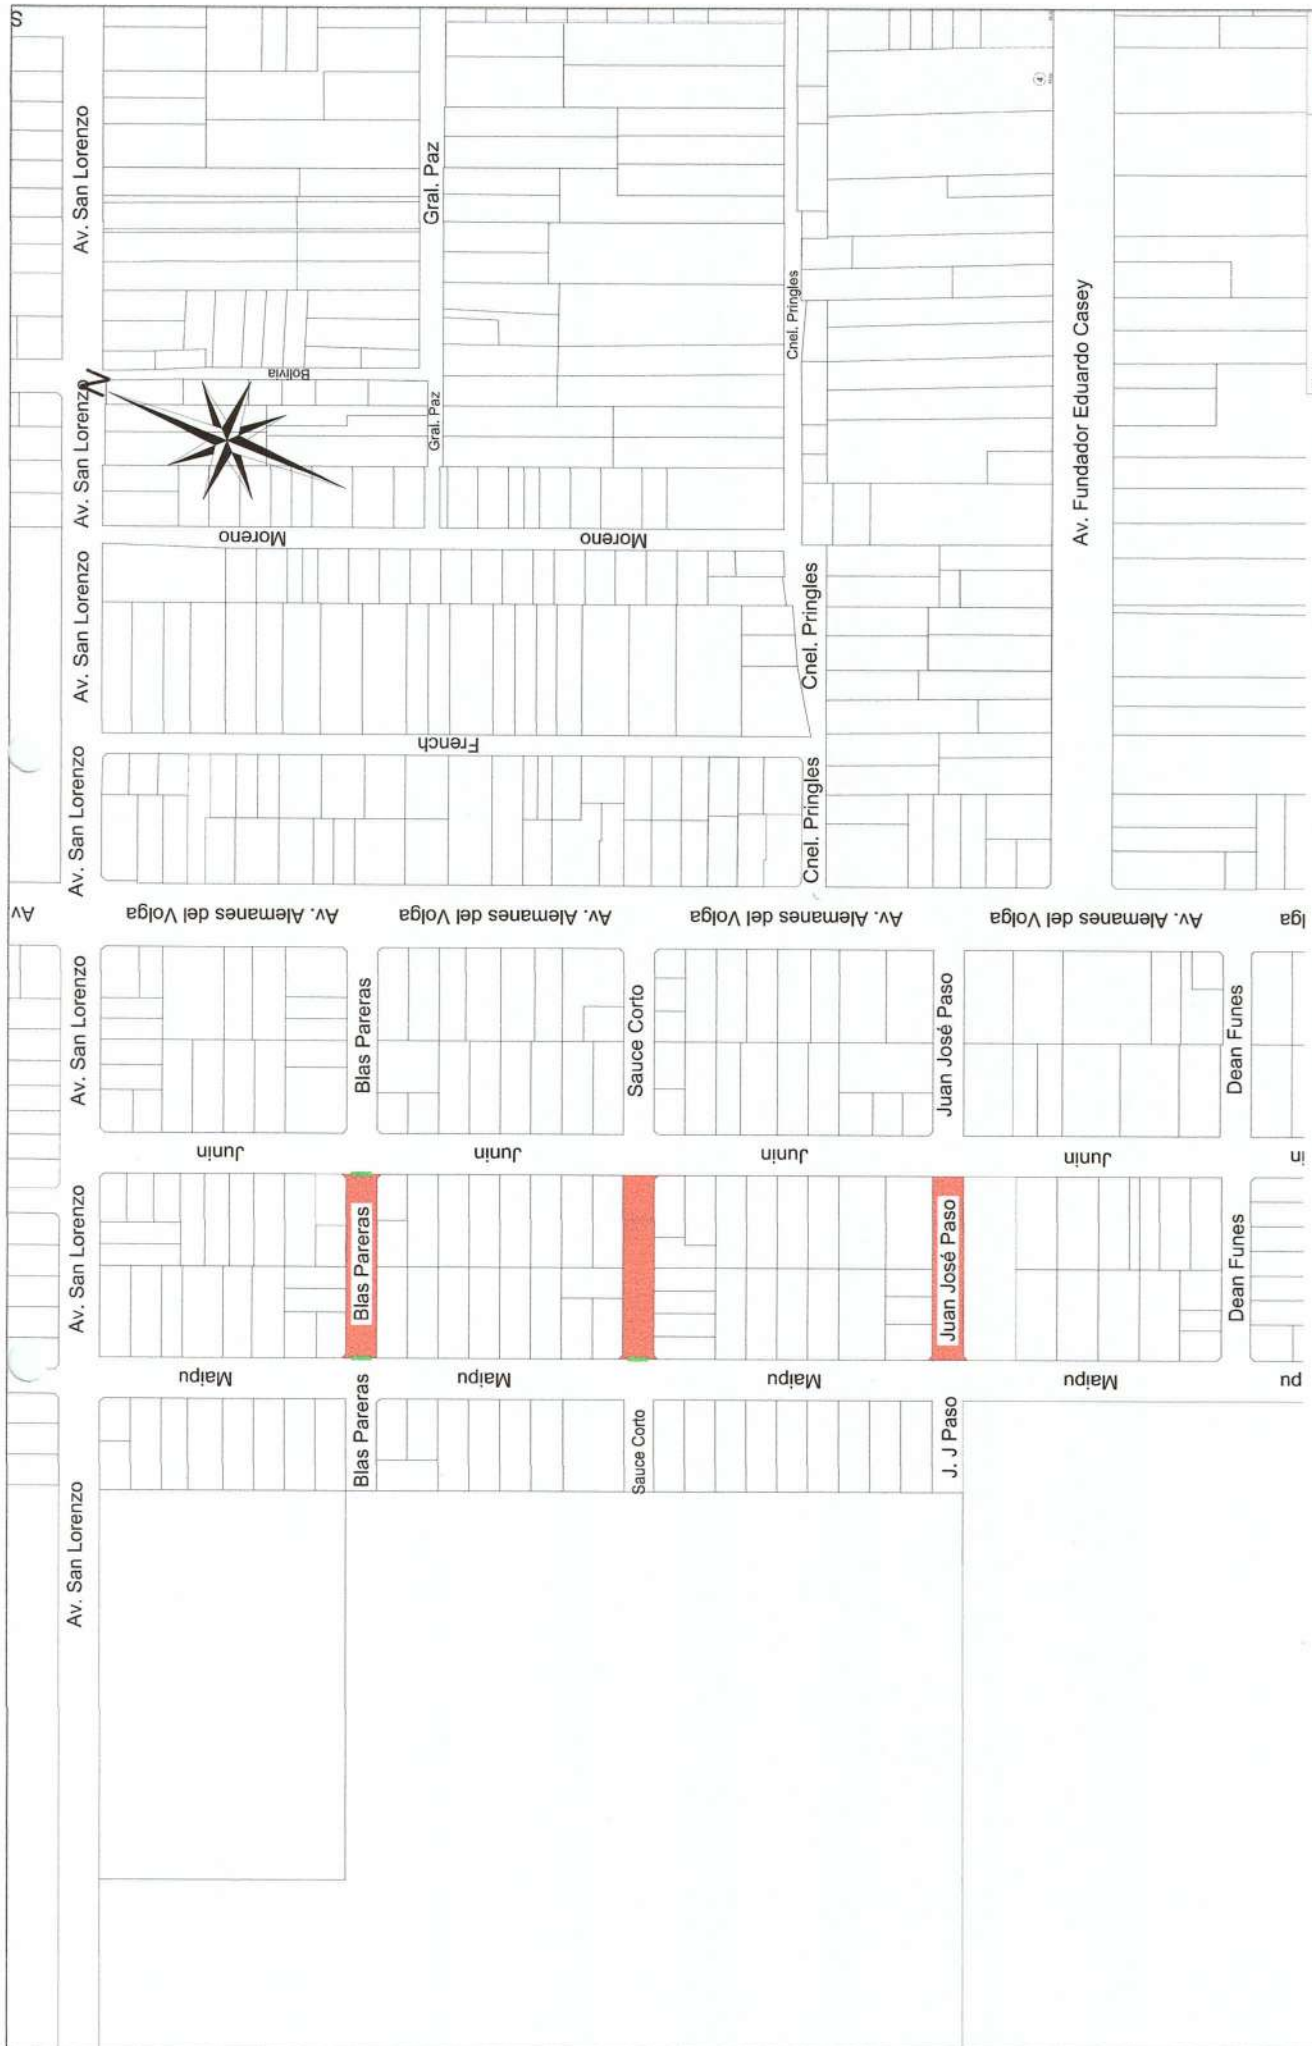 S
Av. San Lorenzo
Gral. Paz
Cnel. Pringles
4
Av. Fundador Eduardo Casey
Bolivia
N
Av. San Lorenzo
Gral. Paz
Moreno
Moreno
Av. San Lorenzo
Cnel. Pringles
French
Av. San Lorenzo
Cnel. Pringles
Av
Av. Alemanes del Volga
Av. Alemanes del Volga
Av. Alemanes del Volga
Av. Alemanes del Volga
lga
Av. San Lorenzo
Blas Pareras
Sauce Corto
Juan José Paso
Dean Funes
Junin
Junin
Junin
Junin
in
Av. San Lorenzo
Blas Pareras
Juan José Paso
Dean Funes
Maipu
Maipu
Maipu
Maipu
pu
Blas Pareras
Sauce Corto
J. J Paso
Av. San Lorenzo